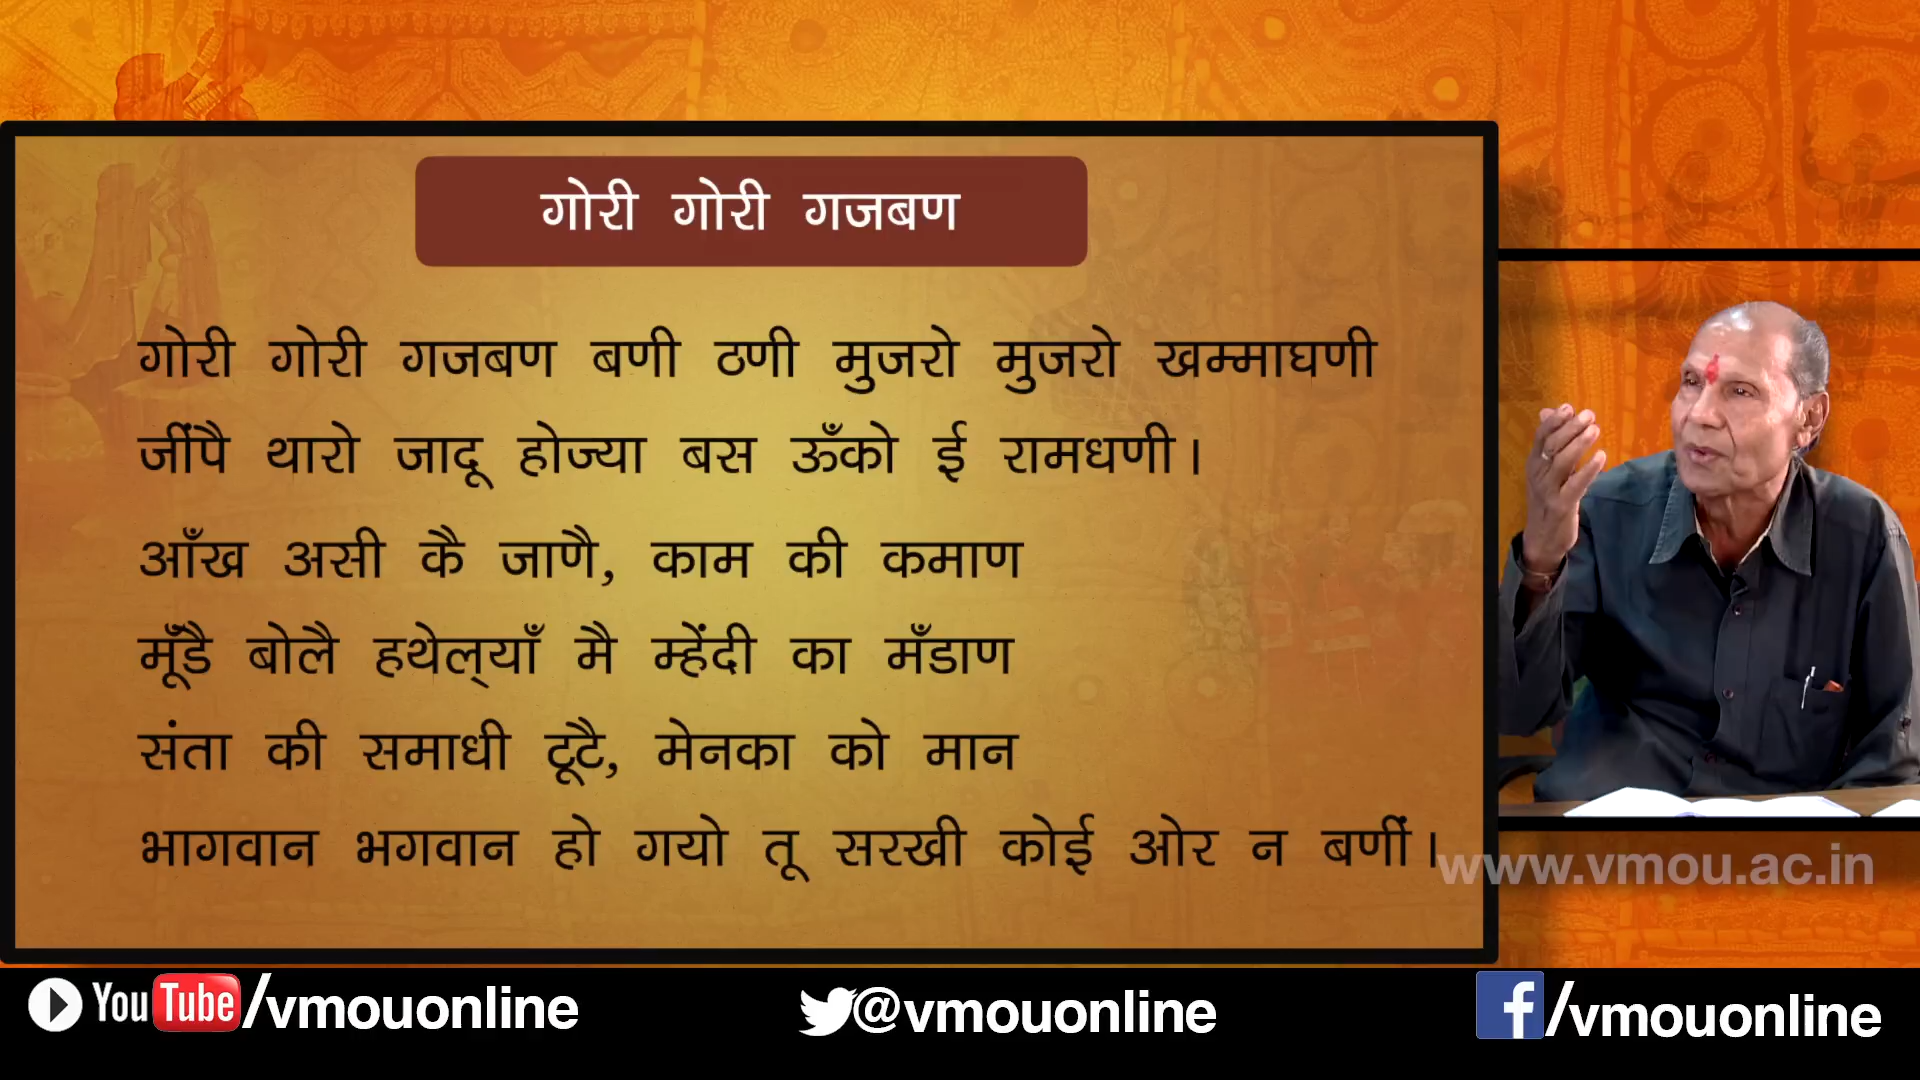 गोरी गोरी गजबण
गोरी गोरी गजबण बणी ठणी मुजरो मुजरो खम्माघणी
जींपै थारो जादू होज्या बस ऊँको ई रामधणी।
आँख असी कै जाणै, काम की कमाण
मूँडै बोलै हथेल्‌याँ मै म्हेंदी का मँडाण
संता की समाधी टूटै, मेनका को मान
भागवान भगवान हो गयो तू सरखी कोई ओर न बणीं।
www.vmou.ac.in
YouTube/vmouonline
@vmouonline
f/vmouonline